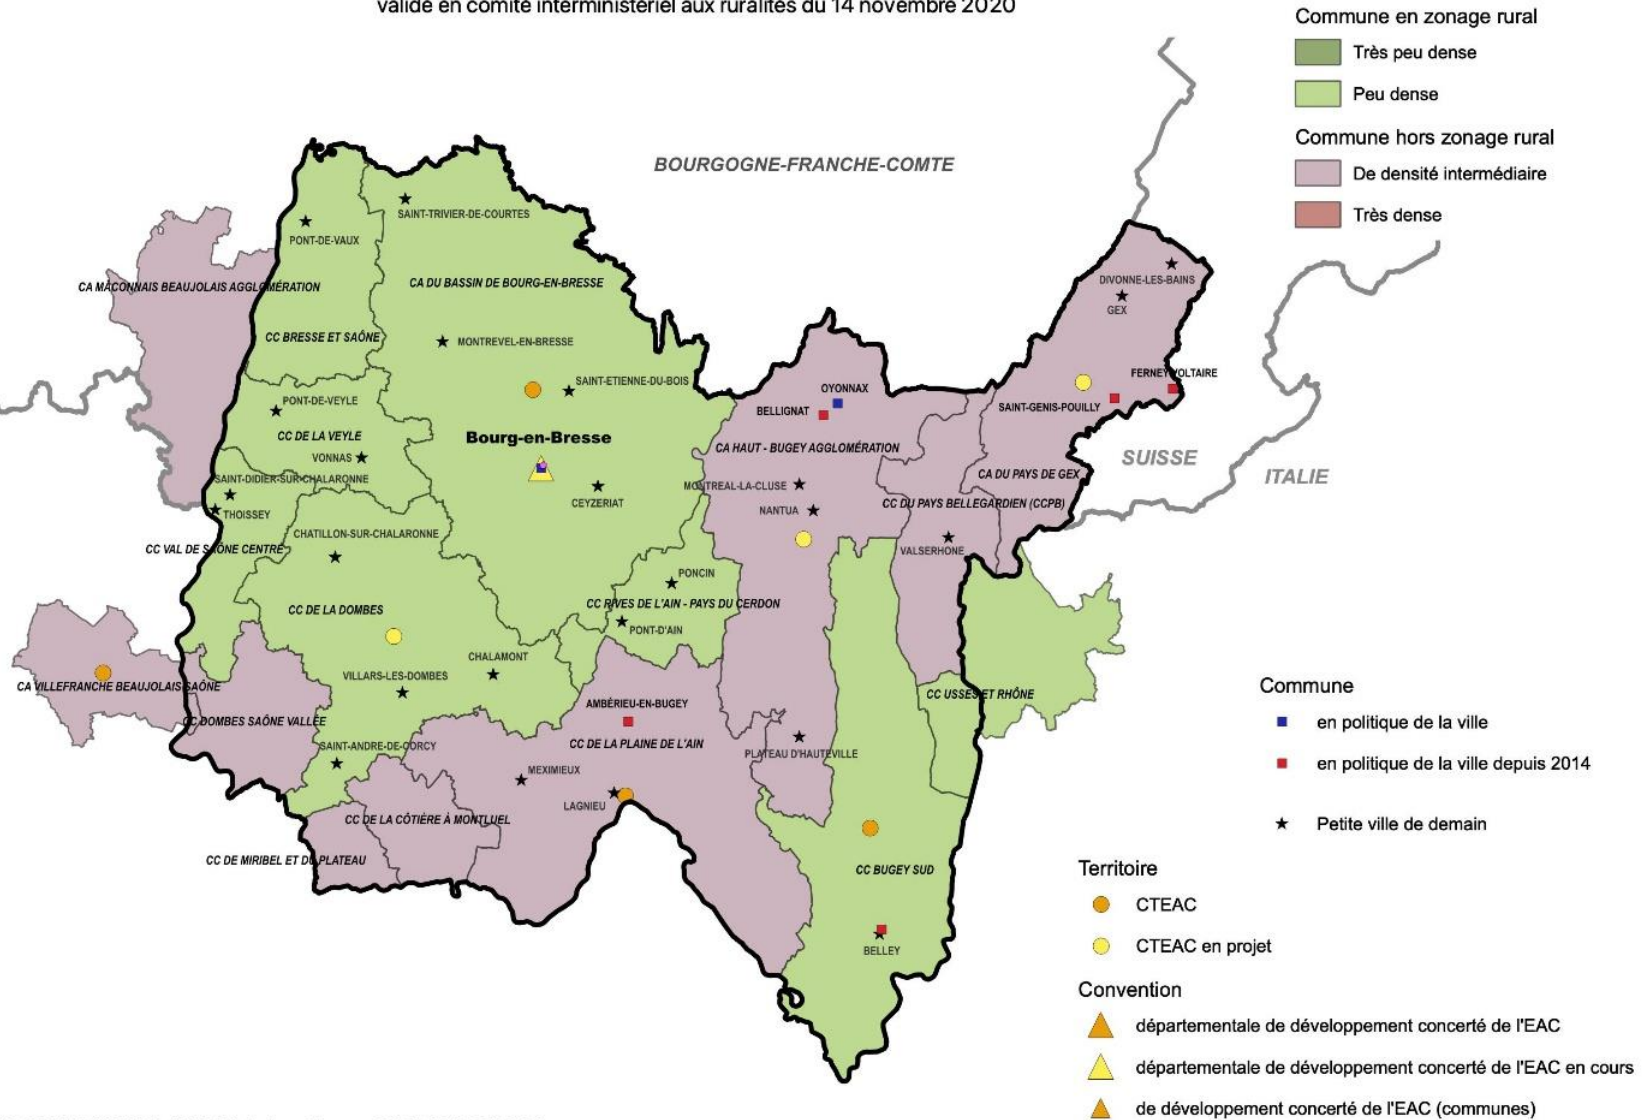 validé en comité interministériel aux ruralités du 14 novembre 2020
Commune en zonage rural
Très peu dense
Peu dense
Commune hors zonage rural
De densité intermédiaire
Très dense
BOURGOGNE-FRANCHE-COMTE
SAINT-TRIVIER-DE-COURTES
PONT-DE-VAUX
DIVONNE-LES-BAINS
CA MÂCONNAIS BEAUJOLAIS AGGLOMÉRATION
CA DU BASSIN DE BOURG-EN-BRESSE
GEX
CC BRESSE ET SAÔNE
MONTREVEL-EN-BRESSE
FERNEY-VOLTAIRE
SAINT-ETIENNE-DU-BOIS
OYONNAX
PONT-DE-VEYLE
BELLIGNAT
SAINT-GENIS-POUILLY
CC DE LA VEYLE
Bourg-en-Bresse
CA HAUT - BUGEY AGGLOMÉRATION
VONNAS
SUISSE
ITALIE
SAINT-DIDIER-SUR-CHALARONNE
CA DU PAYS DE GEX
MONTREAL-LA-CLUSE
CEYZERIAT
CC DU PAYS BELLEGARDIEN (CCPB)
THOISSEY
NANTUA
CHATILLON-SUR-CHALARONNE
CC VAL DE SAÔNE CENTRE
VALSERHONE
PONCIN
CC DE LA DOMBES
CC RIVES DE L'AIN - PAYS DU CERDON
PONT-D'AIN
CHALAMONT
VILLARS-LES-DOMBES
CA VILLEFRANCHE BEAUJOLAIS SAÔNE
CC USSES ET RHÔNE
AMBÉRIEU-EN-BUGEY
CC DOMBES SAÔNE VALLÉE
SAINT-ANDRE-DE-CORCY
CC DE LA PLAINE DE L'AIN
PLATEAU D'HAUTEVILLE
MEXIMIEUX
LAGNIEU
CC DE LA CÔTIÈRE À MONTLUEL
CC DE MIRIBEL ET DU PLATEAU
CC BUGEY SUD
BELLEY
Commune
en politique de la ville
en politique de la ville depuis 2014
Petite ville de demain
Territoire
CTEAC
CTEAC en projet
Convention
départementale de développement concerté de l'EAC
départementale de développement concerté de l'EAC en cours
de développement concerté de l'EAC (communes)